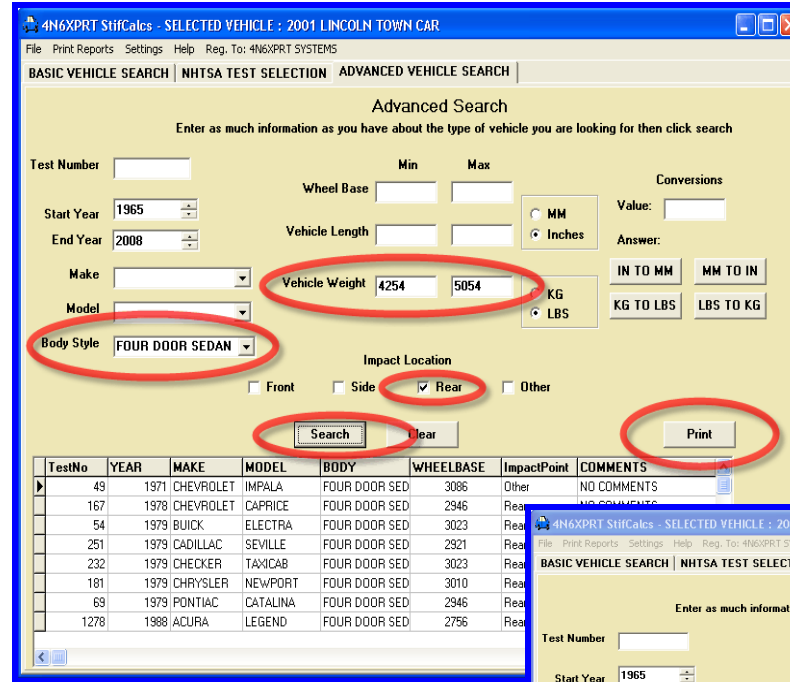 4N6XPRT StifCalcs - SELECTED VEHICLE : 2001 LINCOLN TOWN CAR
File Print Reports Settings Help Reg. To: 4N6XPRT SYSTEMS
BASIC VEHICLE SEARCH NHTSA TEST SELECTION ADVANCED VEHICLE SEARCH
Advanced Search
Enter as much information as you have about the type of vehicle you are looking for then click search
Test Number
Min Max
Wheel Base
Conversions
Start Year 1965
MM
Value:
End Year 2008
Vehicle Length
Inches
Answer:
Make
Vehicle Weight 4254 5054
KG
IN TO MM MM TO IN
Model
LBS
KG TO LBS LBS TO KG
Body Style FOUR DOOR SEDAN
Impact Location
Front Side Rear Other
Search Clear Print
TestNo YEAR MAKE MODEL BODY WHEELBASE ImpactPoint COMMENTS
49 1971 CHEVROLET IMPALA FOUR DOOR SED 3086 Other NO COMMENTS
167 1978 CHEVROLET CAPRICE FOUR DOOR SED 2946 Rear NO COMMENTS
54 1979 BUICK ELECTRA FOUR DOOR SED 3023 Rear
251 1979 CADILLAC SEVILLE FOUR DOOR SED 2921 Rear
232 1979 CHECKER TAXICAB FOUR DOOR SED 3023 Rear
181 1979 CHRYSLER NEWPORT FOUR DOOR SED 3010 Rear
69 1979 PONTIAC CATALINA FOUR DOOR SED 2946 Rear
1278 1988 ACURA LEGEND FOUR DOOR SED 2756 Rear
4N6XPRT StifCalcs - SELECTED VEHICLE : 20
File Print Reports Settings Help Reg. To: 4N6XPRT S
BASIC VEHICLE SEARCH NHTSA TEST SELECT
Enter as much informat
Test Number
Start Year 1965